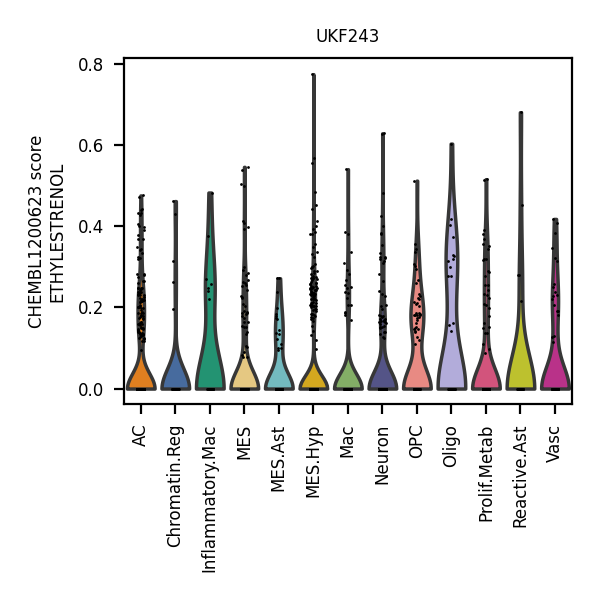 UKF243
CHEMBL1200623 score
ETHYLESTRENOL
0.8
0.6
0.4
0.2
0.0
AC
Chromatin.Reg
Inflammatory.Mac
MES
MES.Ast
MES.Hyp
Mac
Neuron
OPC
Oligo
Prolif.Metab
Reactive.Ast
Vasc